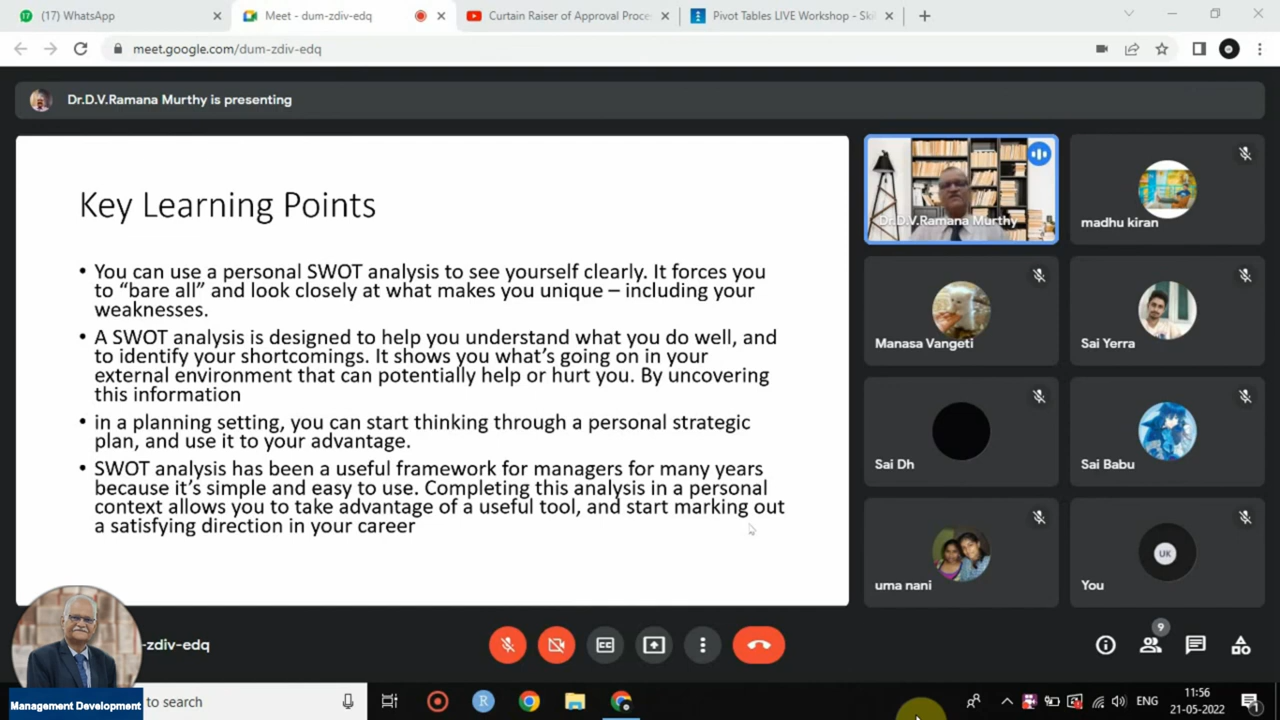 (17) WhatsApp
Meet - dum-zdiv-edq
Curtain Raiser of Approval Proce
Pivot Tables LIVE Workshop - Ski
meet.google.com/dum-zdiv-edq
Dr.D.V.Ramana Murthy is presenting
Key Learning Points
• You can use a personal SWOT analysis to see yourself clearly. It forces you
to “bare all” and look closely at what makes you unique – including your
weaknesses.
• A SWOT analysis is designed to help you understand what you do well, and
to identify your shortcomings. It shows you what’s going on in your
external environment that can potentially help or hurt you. By uncovering
this information
• in a planning setting, you can start thinking through a personal strategic
plan, and use it to your advantage.
• SWOT analysis has been a useful framework for managers for many years
because it’s simple and easy to use. Completing this analysis in a personal
context allows you to take advantage of a useful tool, and start marking out
a satisfying direction in your career
Dr.D.V.Ramana Murthy
madhu kiran
Manasa Vangeti
Sai Yerra
Sai Dh
Sai Babu
uma nani
UK
You
-zdiv-edq
CC
9
Management Development
to search
R
ENG
11:56
21-05-2022
1